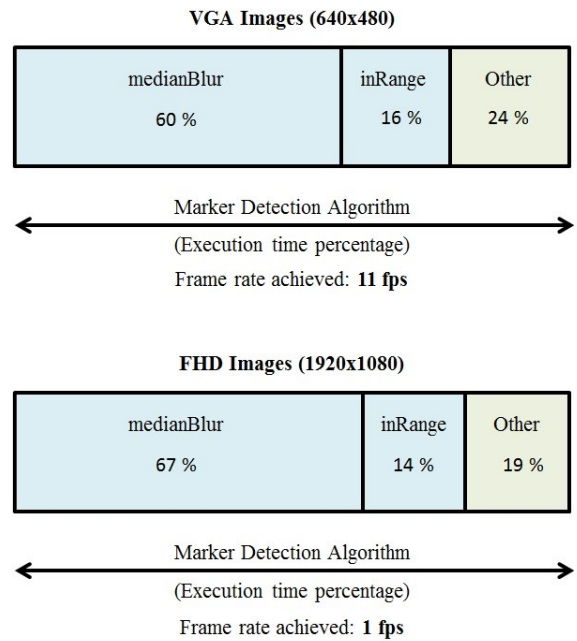 VGA Images (640x480)
medianBlur inRange Other
60 % 16 % 24 %
Marker Detection Algorithm
(Execution time percentage)
Frame rate achieved: 11 fps
FHD Images (1920x1080)
medianBlur inRange Other
67 % 14 % 19 %
Marker Detection Algorithm
(Execution time percentage)
Frame rate achieved: 1 fps